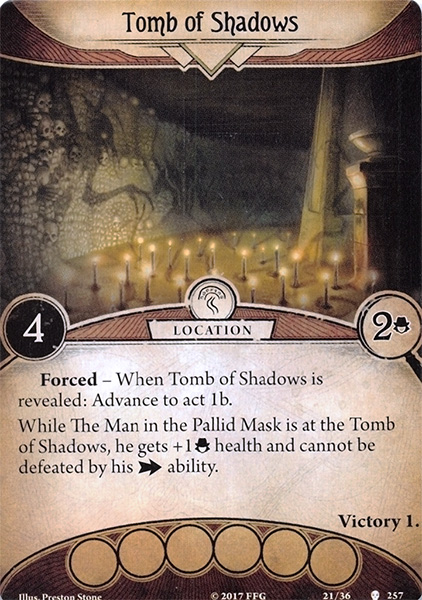 Tomb of Shadows
4
LOCATION
2
Forced – When Tomb of Shadows is
revealed: Advance to act 1b.
While The Man in the Pallid Mask is at the Tomb
of Shadows, he gets +1 health and cannot be
defeated by his ability.
Victory 1.
Illus. Preston Stone © 2017 FFG 21/36 257